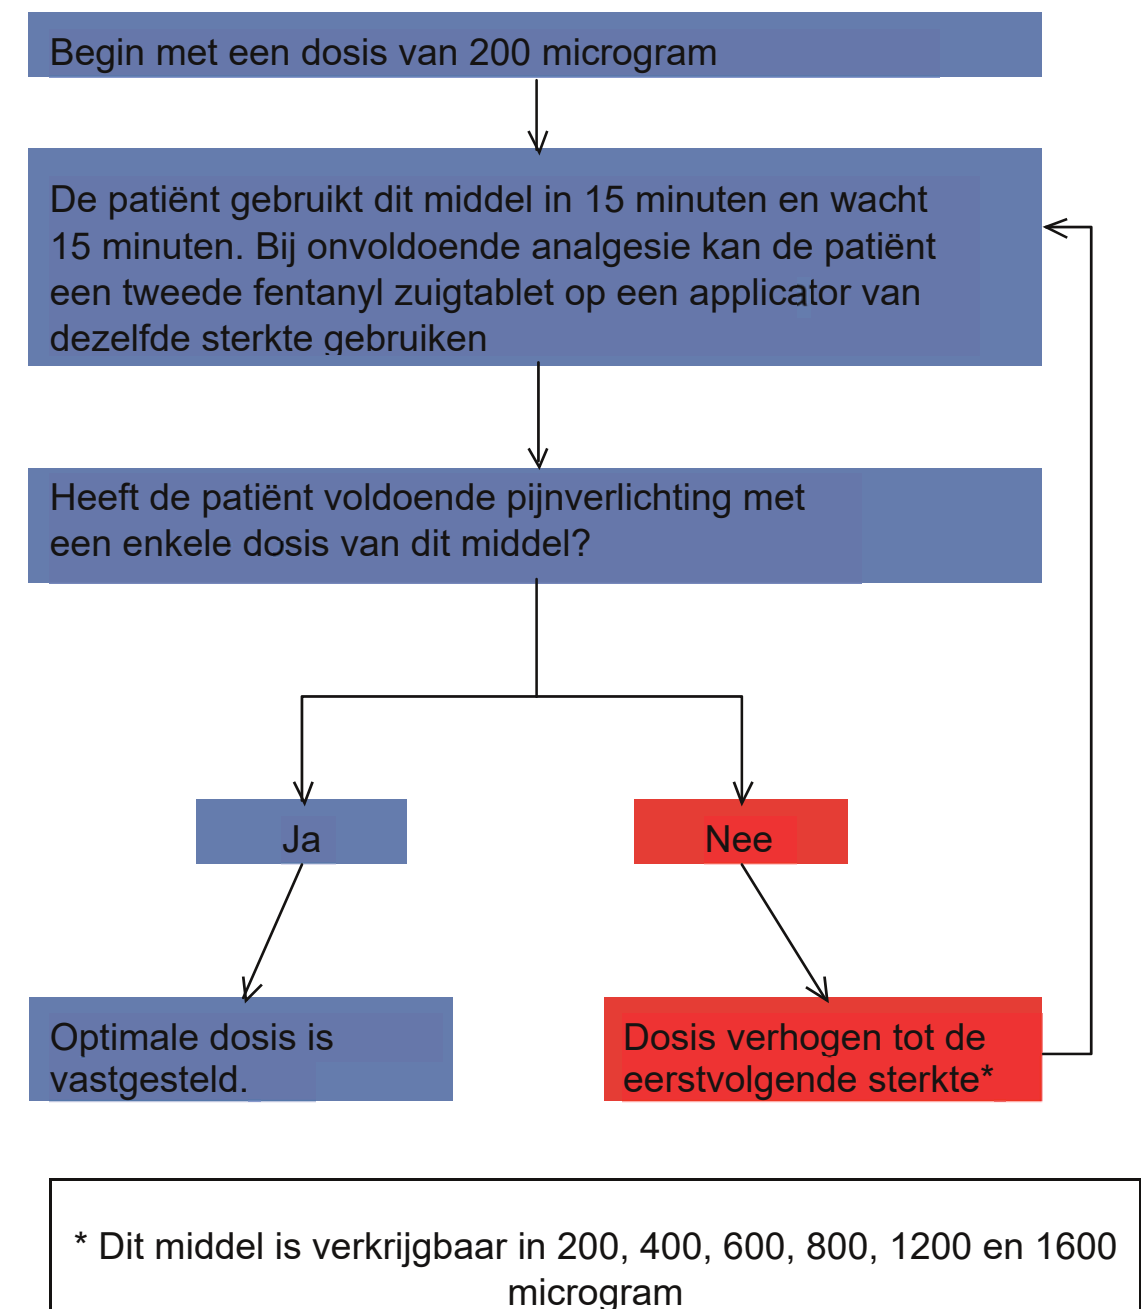 Begin met een dosis van 200 microgram
De patiënt gebruikt dit middel in 15 minuten en wacht
15 minuten. Bij onvoldoende analgesie kan de patiënt
een tweede fentanyl zuigtablet op een applicator van
dezelfde sterkte gebruiken
Heeft de patiënt voldoende pijnverlichting met
een enkele dosis van dit middel?
Ja
Nee
Optimale dosis is
vastgesteld.
Dosis verhogen tot de
eerstvolgende sterkte*
* Dit middel is verkrijgbaar in 200, 400, 600, 800, 1200 en 1600
microgram